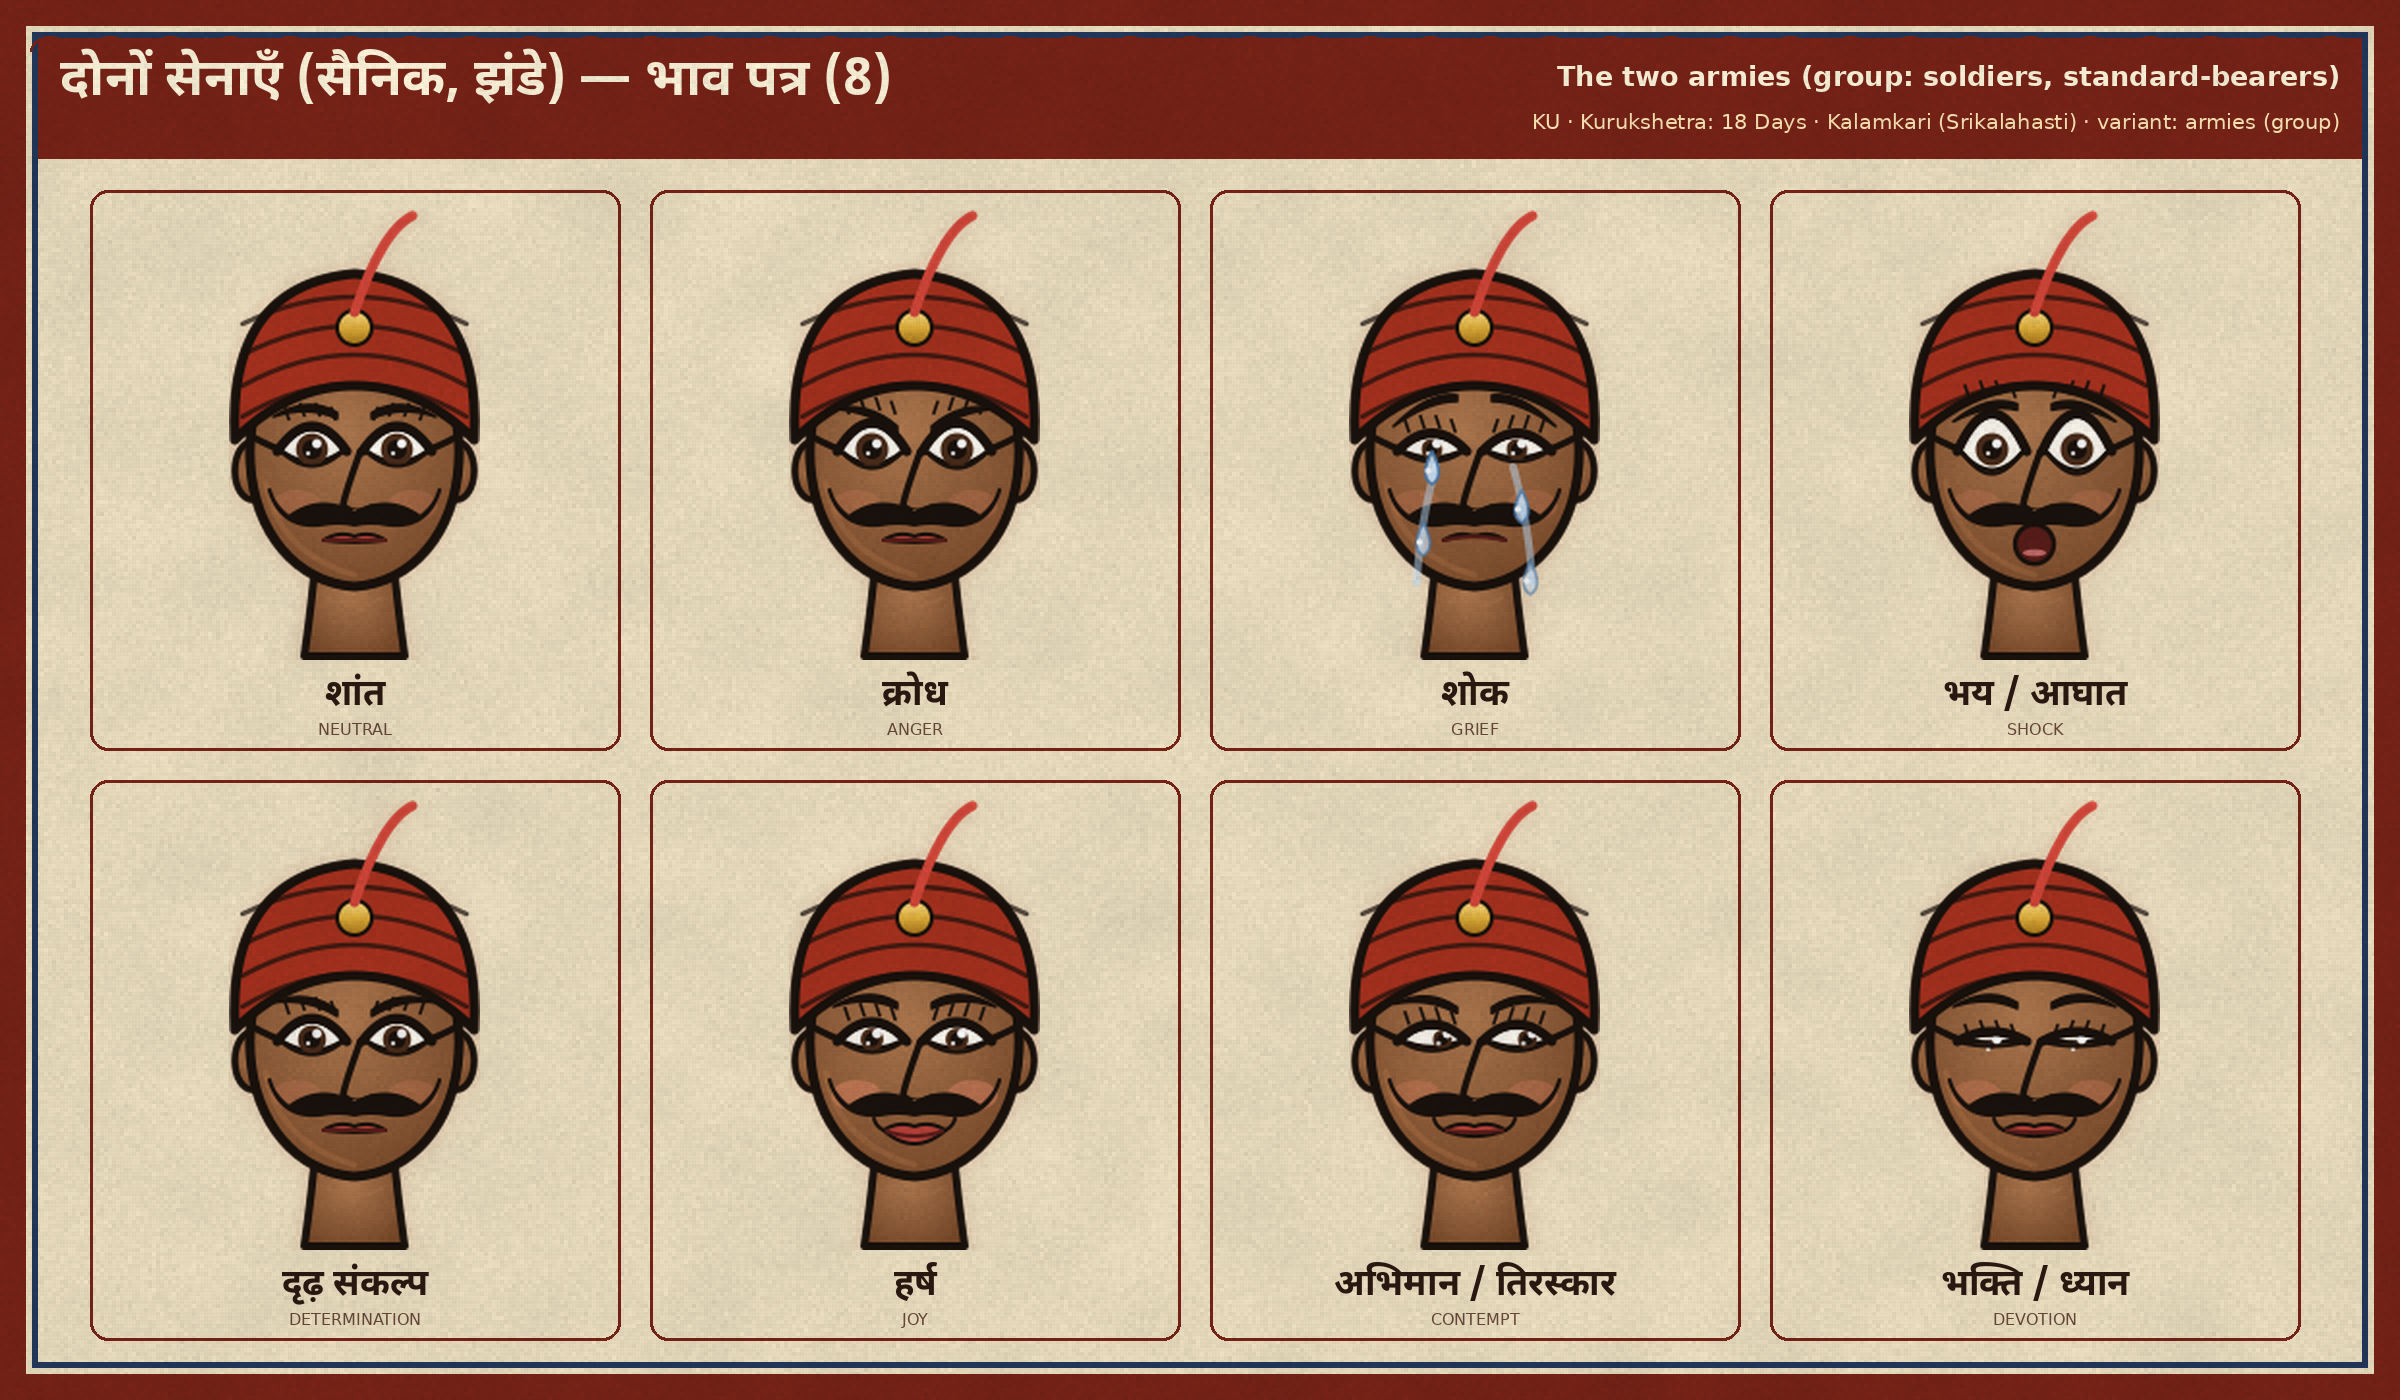 दोनों सेनाएँ (सैनिक, झंडे) — भाव पत्र (8)
The two armies (group: soldiers, standard-bearers)
KU · Kurukshetra: 18 Days · Kalamkari (Srikalahasti) · variant: armies (group)
शांत
NEUTRAL
क्रोध
ANGER
शोक
GRIEF
भय / आघात
SHOCK
दृढ़ संकल्प
DETERMINATION
हर्ष
JOY
अभिमान / तिरस्कार
CONTEMPT
भक्ति / ध्यान
DEVOTION